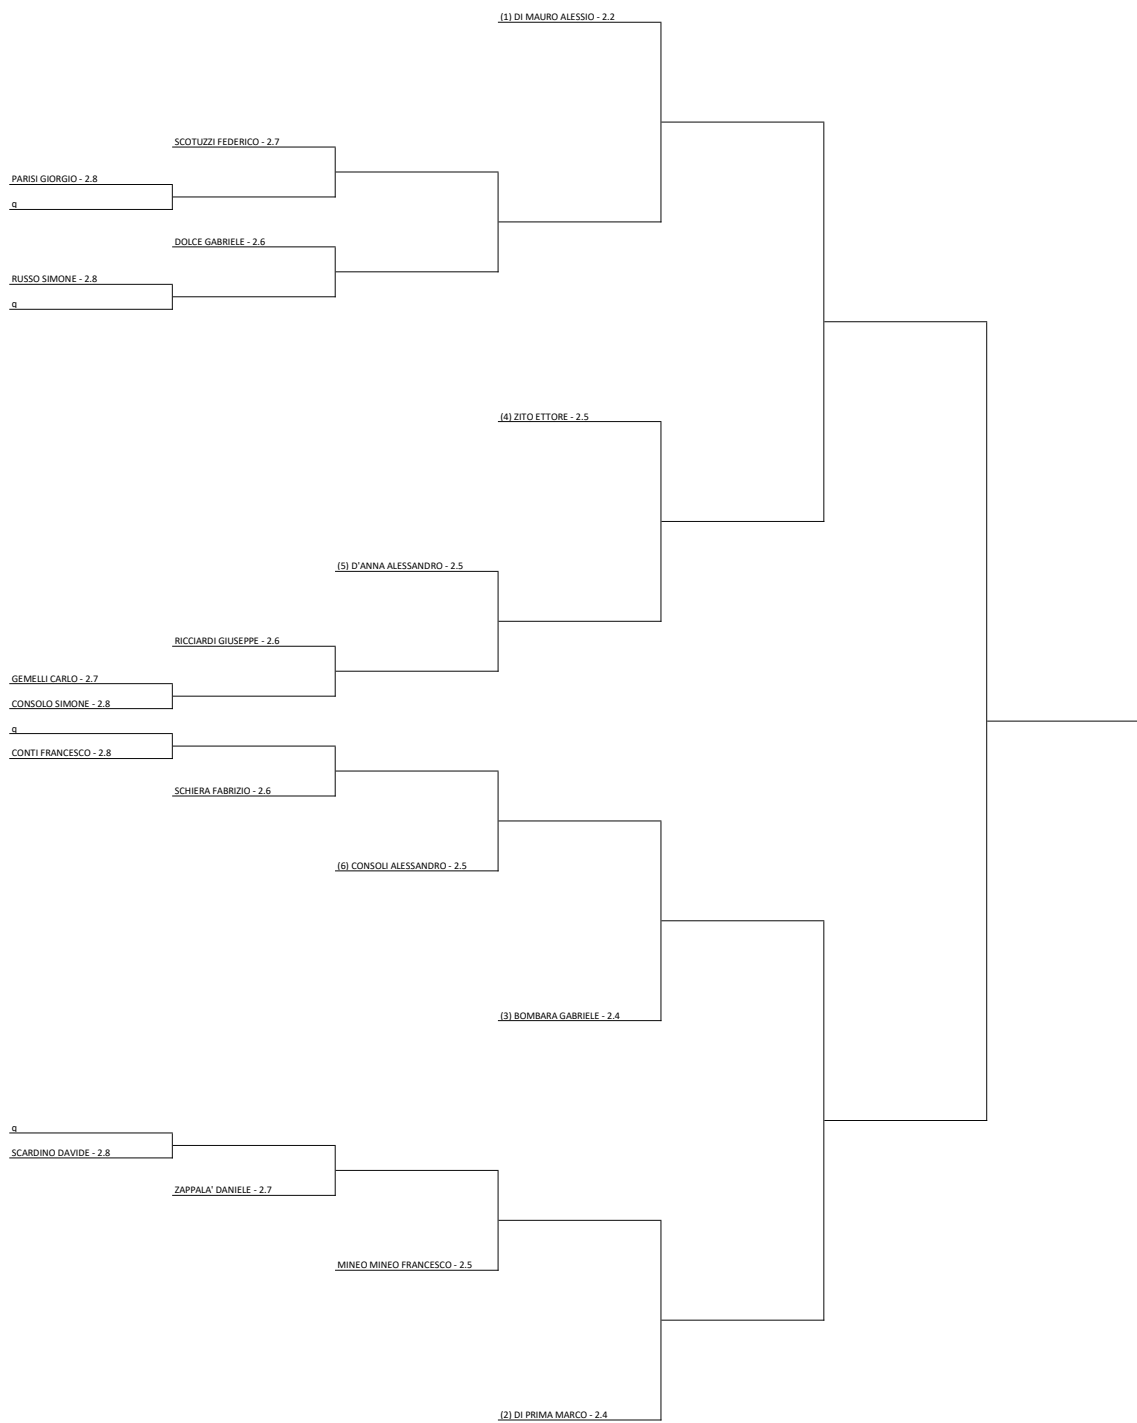 (1) DI MAURO ALESSIO - 2.2
SCOTUZZI FEDERICO - 2.7
PARISI GIORGIO - 2.8
q
DOLCE GABRIELE - 2.6
RUSSO SIMONE - 2.8
q
(4) ZITO ETTORE - 2.5
(5) D'ANNA ALESSANDRO - 2.5
RICCIARDI GIUSEPPE - 2.6
GEMELLI CARLO - 2.7
CONSOLO SIMONE - 2.8
q
CONTI FRANCESCO - 2.8
SCHIERA FABRIZIO - 2.6
(6) CONSOLI ALESSANDRO - 2.5
(3) BOMBARA GABRIELE - 2.4
q
SCARDINO DAVIDE - 2.8
ZAPPALA' DANIELE - 2.7
MINEO MINEO FRANCESCO - 2.5
(2) DI PRIMA MARCO - 2.4